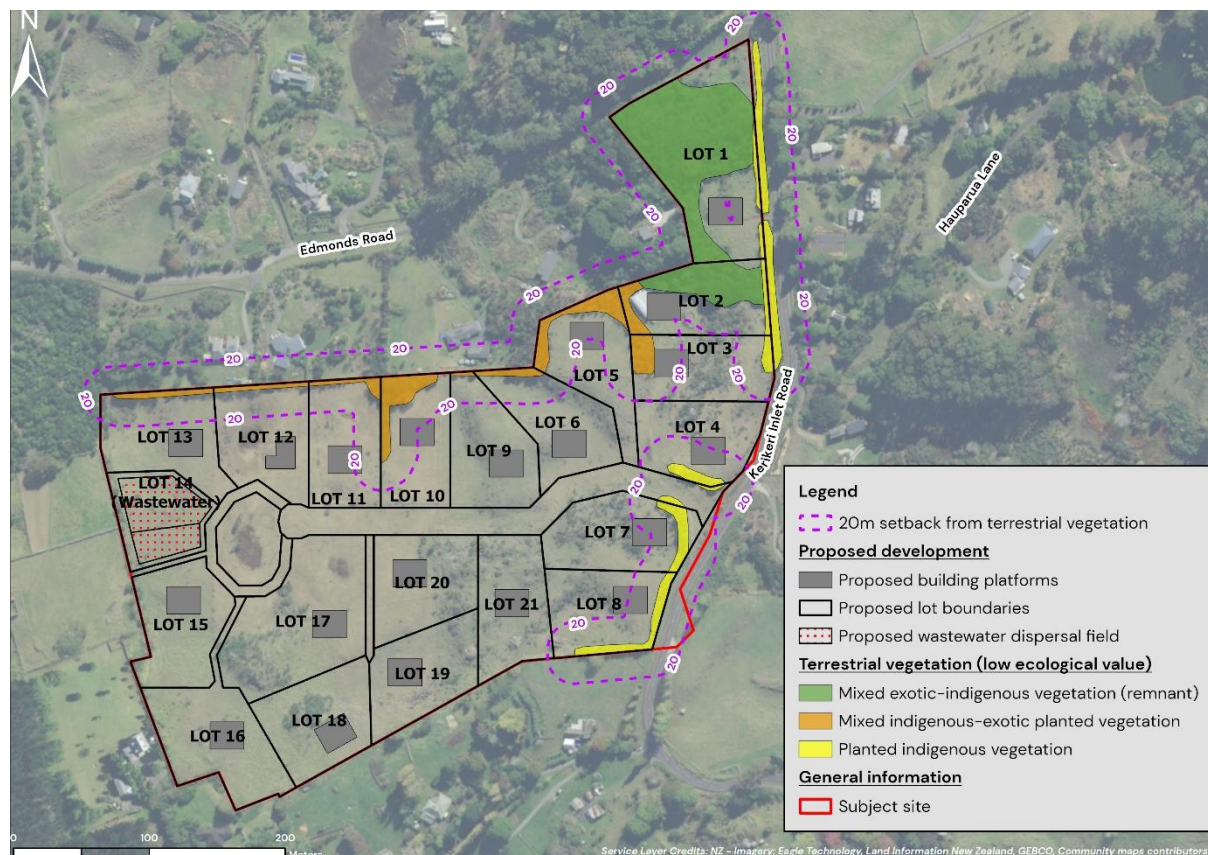 N
20
20
20
LOT 1
20
Hauparua Lane
20
Edmonds Road
20
LOT 2
20
20
20
LOT 3
20
20
20
LOT 5
20
20
20
LOT 13
LOT 12
LOT 6
LOT 4
Kerikeri Inlet Road
LOT 9
20
LOT 14
(Wastewater)
LOT 11
LOT 10
20
20
LOT 7
LOT 20
LOT 21
LOT 8
LOT 15
LOT 17
20
20
LOT 19
LOT 18
LOT 16
Legend
20m setback from terrestrial vegetation
Proposed development
Proposed building platforms
Proposed lot boundaries
Proposed wastewater dispersal field
Terrestrial vegetation (low ecological value)
Mixed exotic-indigenous vegetation (remnant)
Mixed indigenous-exotic planted vegetation
Planted indigenous vegetation
General information
Subject site
0
100
200
Meters
Service Layer Credits: NZ - Imagery: Eagle Technology, Land Information New Zealand, GEBCO, Community maps contributors